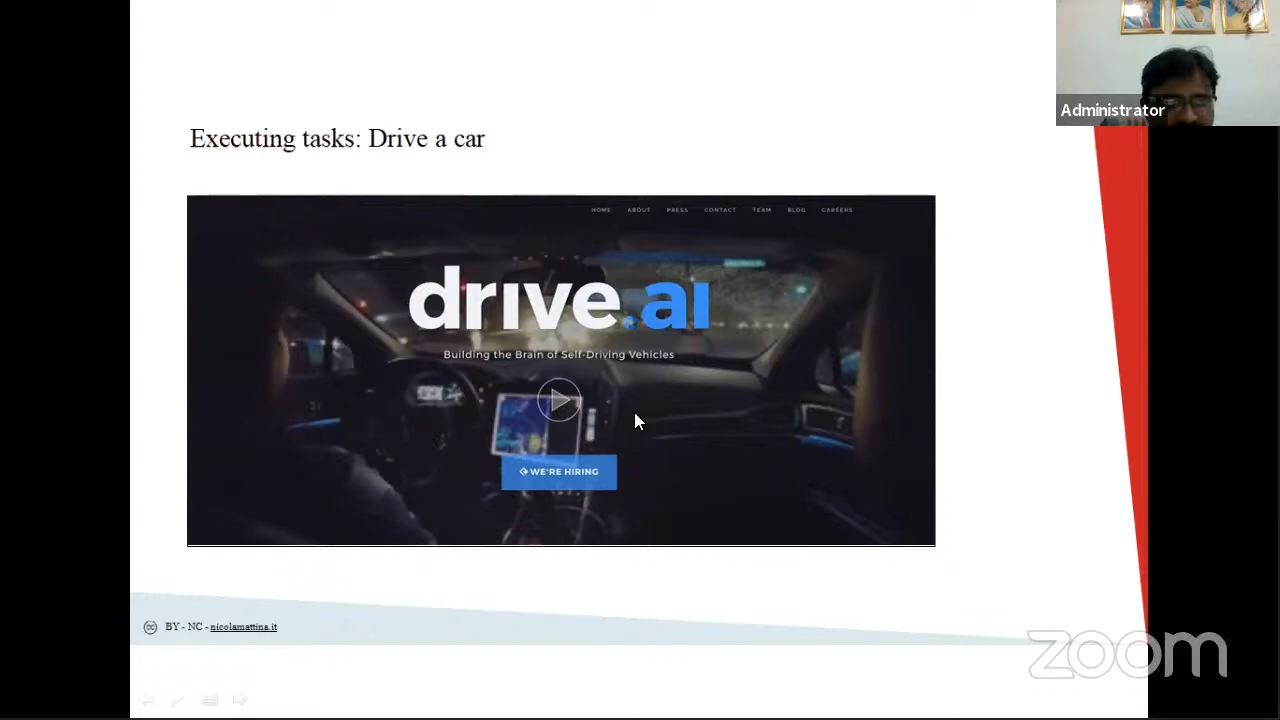 Administrator
Executing tasks: Drive a car
HOME ABOUT PRESS CONTACT TEAM BLOG CAREERS
drive.ai
Building the Brain of Self-Driving Vehicles
WE'RE HIRING
BY - NC - nicolamattina.it
zoom